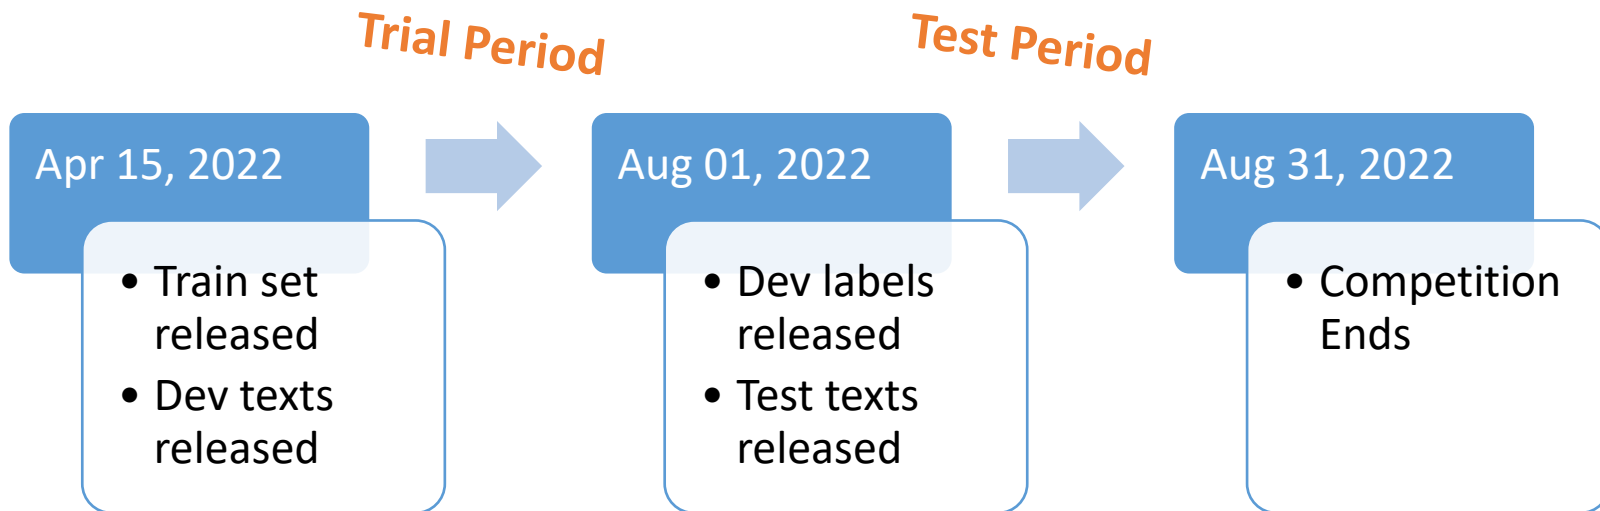 Trial Period
Test Period
Apr 15, 2022
• Train set
released
• Dev texts
released
Aug 01, 2022
• Dev labels
released
• Test texts
released
Aug 31, 2022
• Competition
Ends